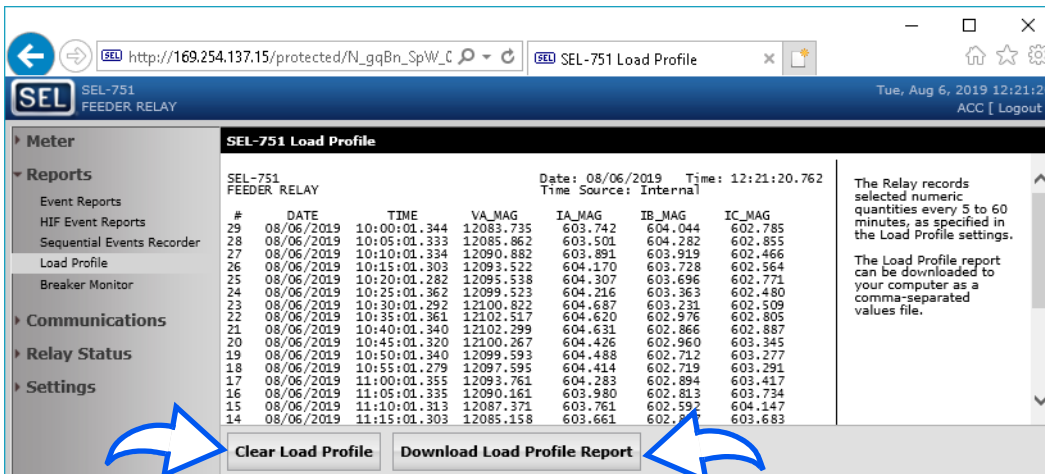 http://169.254.137.15/protected/N_gqBn_SpW_
SEL SEL-751 Load Profile
SEL
SEL-751
FEEDER RELAY
Tue, Aug 6, 2019 12:21:2
ACC [ Logout
Meter
Reports
Event Reports
HIF Event Reports
Sequential Events Recorder
Load Profile
Breaker Monitor
Communications
Relay Status
Settings
SEL-751 Load Profile
SEL-751 Date: 08/06/2019 Time: 12:21:20.762
FEEDER RELAY Time Source: Internal
# DATE TIME VA_MAG IA_MAG IB_MAG IC_MAG
29 08/06/2019 10:00:01.344 12083.735 603.742 604.044 602.785
28 08/06/2019 10:05:01.333 12085.862 603.501 604.282 602.855
27 08/06/2019 10:10:01.334 12090.882 603.891 603.919 602.466
26 08/06/2019 10:15:01.303 12093.522 604.170 603.728 602.564
25 08/06/2019 10:20:01.282 12095.538 604.307 603.696 602.771
24 08/06/2019 10:25:01.362 12099.523 604.216 603.363 602.480
23 08/06/2019 10:30:01.292 12100.822 604.687 603.231 602.509
22 08/06/2019 10:35:01.361 12102.517 604.620 602.976 602.805
21 08/06/2019 10:40:01.340 12102.299 604.631 602.866 602.887
20 08/06/2019 10:45:01.320 12100.267 604.426 602.960 603.345
19 08/06/2019 10:50:01.340 12099.593 604.488 602.712 603.277
18 08/06/2019 10:55:01.279 12097.595 604.414 602.719 603.291
17 08/06/2019 11:00:01.355 12093.761 604.283 602.894 603.417
16 08/06/2019 11:05:01.335 12090.161 603.980 602.813 603.734
15 08/06/2019 11:10:01.313 12087.371 603.761 602.592 604.147
14 08/06/2019 11:15:01.303 12085.158 603.661 603.683
The Relay records
selected numeric
quantities every 5 to 60
minutes, as specified in
the Load Profile settings.
The Load Profile report
can be downloaded to
your computer as a
comma-separated
values file.
Clear Load Profile
Download Load Profile Report